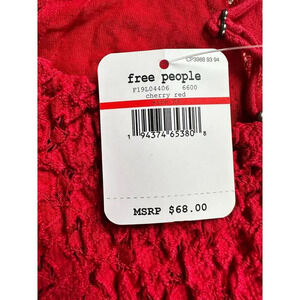 CP3988 93 94
free people
F19L04406 6600
cherry red
1 94374 65380 8
MSRP $68.00